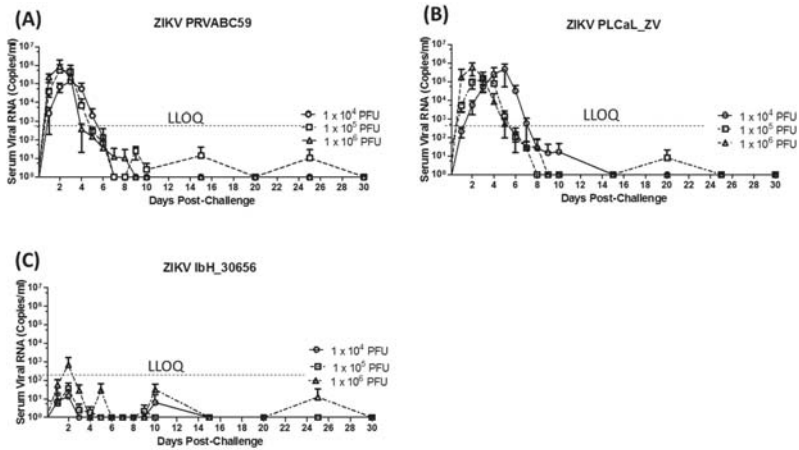 (A)
ZIKV PRVABC59
Serum Viral RNA (Copies/ml)
10⁷
10⁶
10⁵
10⁴
10³
10²
10¹
10⁰
LLOQ
1 x 10⁴ PFU
1 x 10⁵ PFU
1 x 10⁶ PFU
2 4 6 8 10 12 14 16 18 20 22 24 26 28 30
Days Post-Challenge
(B)
ZIKV PLCaL_ZV
Serum Viral RNA (Copies/ml)
10⁷
10⁶
10⁵
10⁴
10³
10²
10¹
10⁰
LLOQ
1 x 10⁴ PFU
1 x 10⁵ PFU
1 x 10⁶ PFU
2 4 6 8 10 12 14 16 18 20 22 24 26 28 30
Days Post-Challenge
(C)
ZIKV IbH_30656
Serum Viral RNA (Copies/ml)
10⁷
10⁶
10⁵
10⁴
10³
10²
10¹
10⁰
LLOQ
1 x 10⁴ PFU
1 x 10⁵ PFU
1 x 10⁶ PFU
2 4 6 8 10 12 14 16 18 20 22 24 26 28 30
Days Post-Challenge